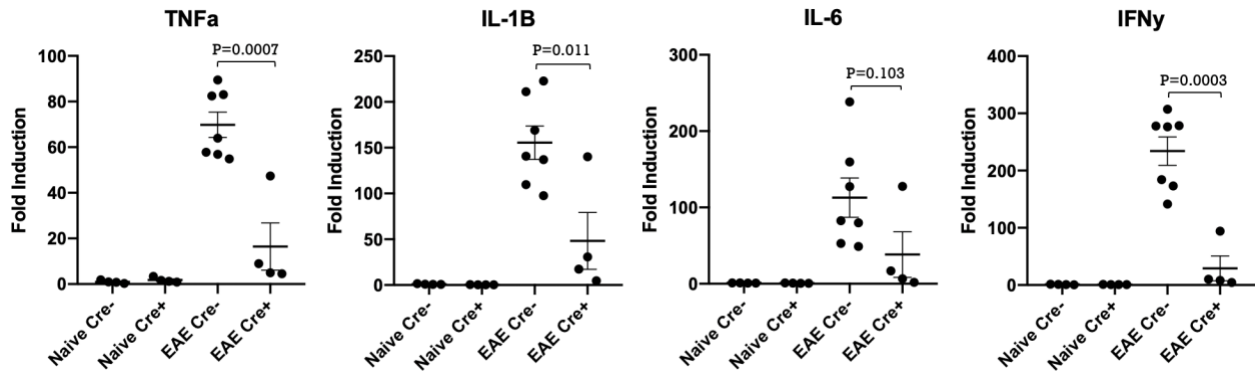 TNFa
P=0.0007
Fold Induction
100
80
60
40
20
0
Naive Cre-
Naive Cre+
EAE Cre-
EAE Cre+
IL-1B
P=0.011
Fold Induction
250
200
150
100
50
0
Naive Cre-
Naive Cre+
EAE Cre-
EAE Cre+
IL-6
P=0.103
Fold Induction
300
200
100
0
Naive Cre-
Naive Cre+
EAE Cre-
EAE Cre+
IFNy
P=0.0003
Fold Induction
400
300
200
100
0
Naive Cre-
Naive Cre+
EAE Cre-
EAE Cre+